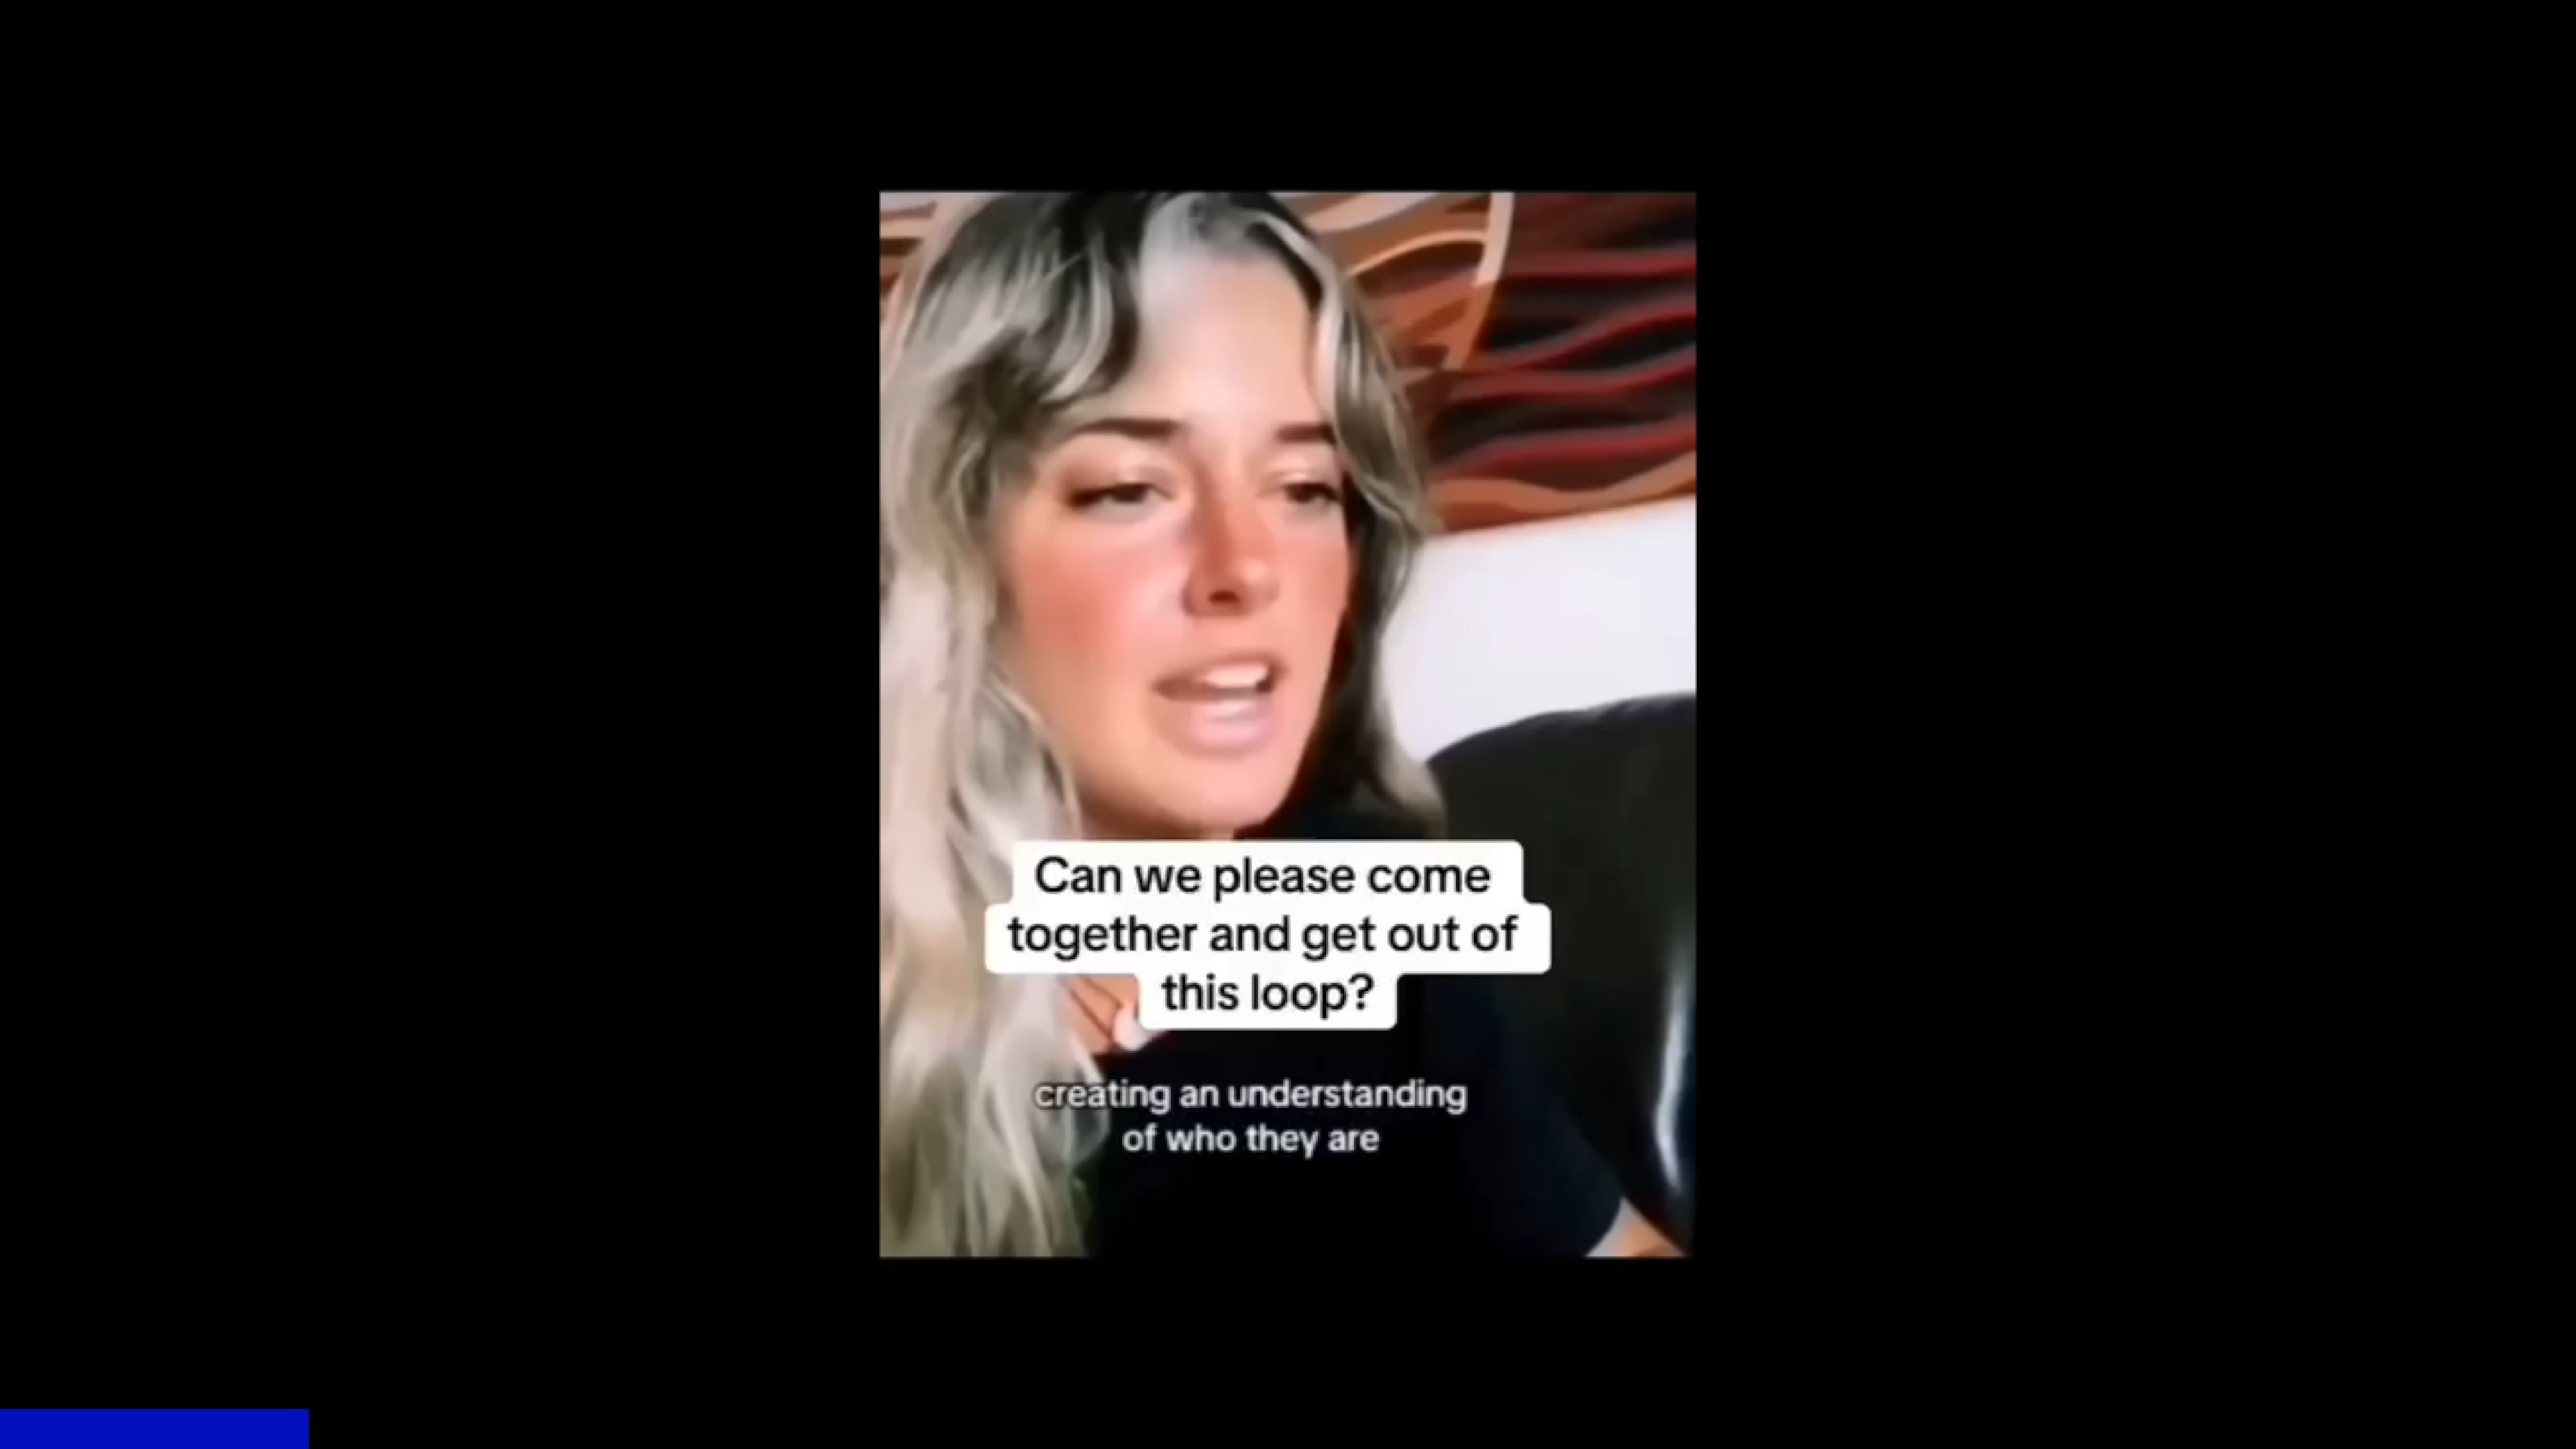 Can we please come
together and get out of
this loop?
creating an understanding
of who they are